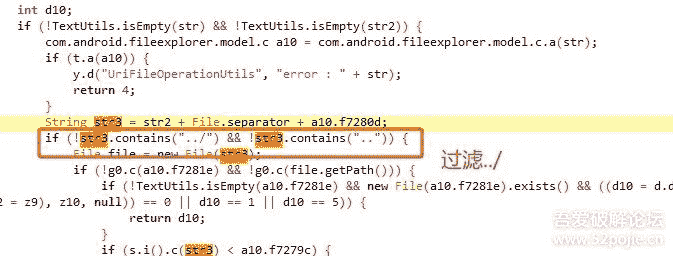 int d10;
if (!TextUtils.isEmpty(str) && !TextUtils.isEmpty(str2)) {
com.android.fileexplorer.model.c a10 = com.android.fileexplorer.model.c.a(str);
if (t.a(a10)) {
y.d("UriFileOperationUtils", "error : " + str);
return 4;
}
String str3 = str2 + File.separator + a10.f7280d;
if (!str3.contains("../") && !str3.contains("..")) {
File file = new File(str3);
过滤../
if (!g0.c(a10.f7281e) && !g0.c(file.getPath())) {
if (!TextUtils.isEmpty(a10.f7281e) && new File(a10.f7281e).exists() && ((d10 = d.d
2 = z9), z10, null)) == 0 || d10 == 1 || d10 == 5)) {
return d10;
}
if (s.i().c(str3) < a10.f7279c) {
吾爱破解论坛
www.52pojie.cn